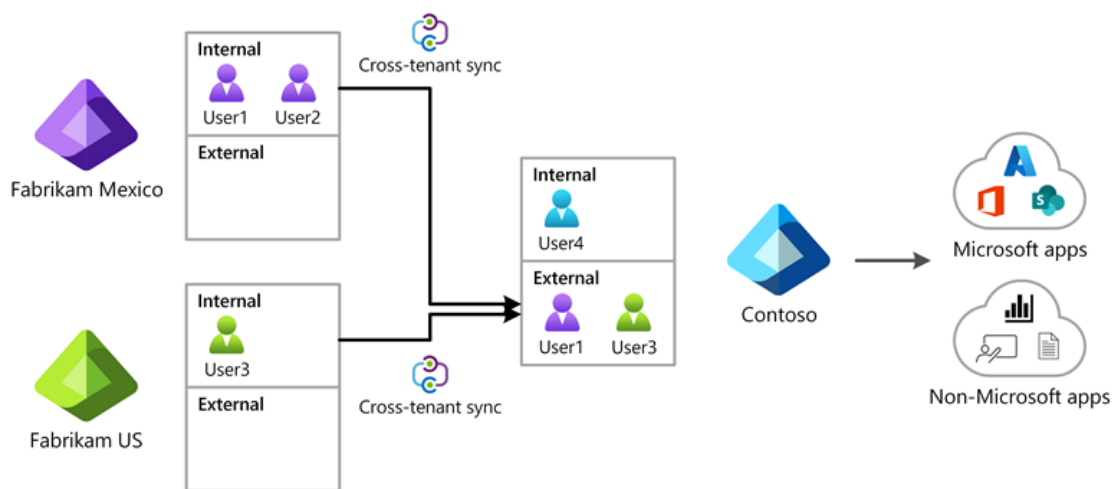 Internal
User1
User2
External
Fabrikam Mexico
Cross-tenant sync
Internal
User3
External
Fabrikam US
Cross-tenant sync
Internal
User4
External
User1
User3
Contoso
Microsoft apps
Non-Microsoft apps